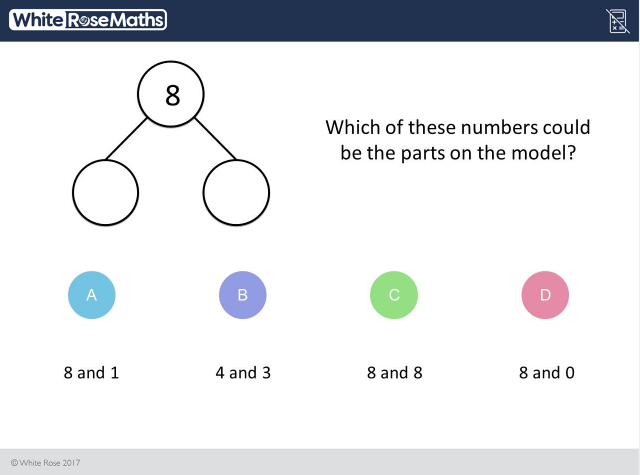 White Rose Maths
8
Which of these numbers could
be the parts on the model?
A
B
C
D
8 and 1
4 and 3
8 and 8
8 and 0
© White Rose 2017